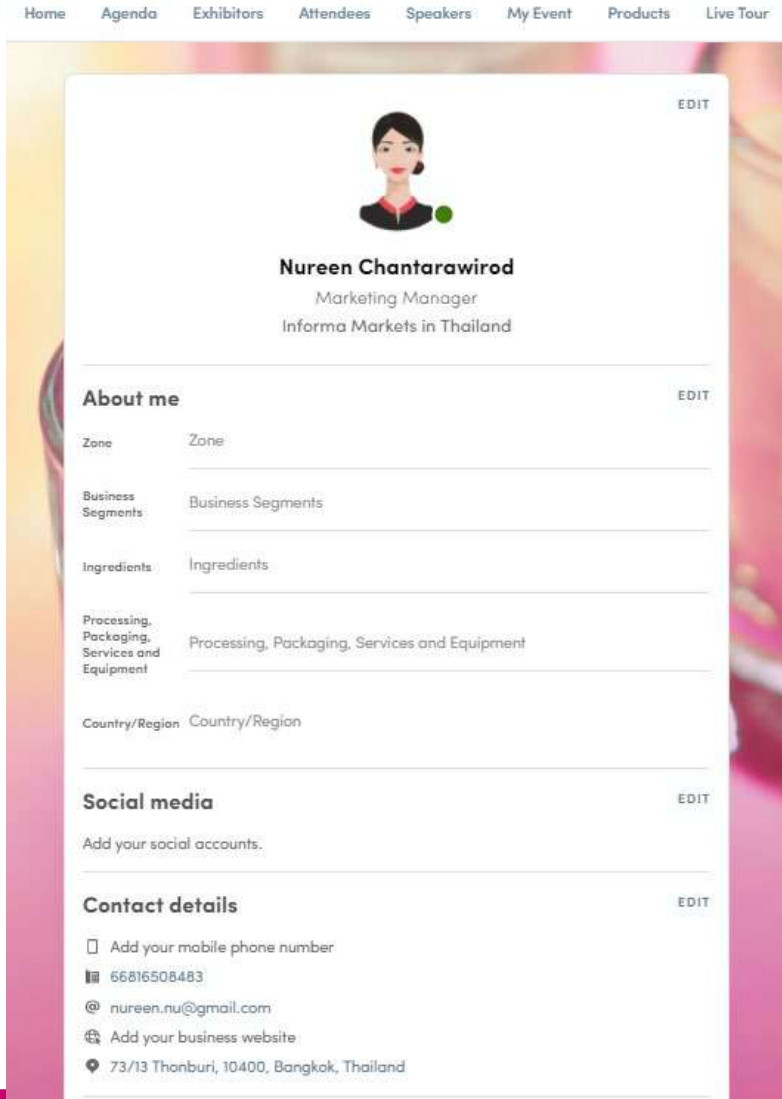 Home Agenda Exhibitors Attendees Speakers My Event Products Live Tour
EDIT
Nureen Chantarawirod
Marketing Manager
Informa Markets in Thailand
About me EDIT
Zone Zone
Business
Segments
Business Segments
Ingredients Ingredients
Processing,
Packaging,
Services and
Equipment
Processing, Packaging, Services and Equipment
Country/Region Country/Region
Social media EDIT
Add your social accounts.
Contact details EDIT
Add your mobile phone number
66816508483
@ nureen.nu@gmail.com
Add your business website
73/13 Thonburi, 10400, Bangkok, Thailand